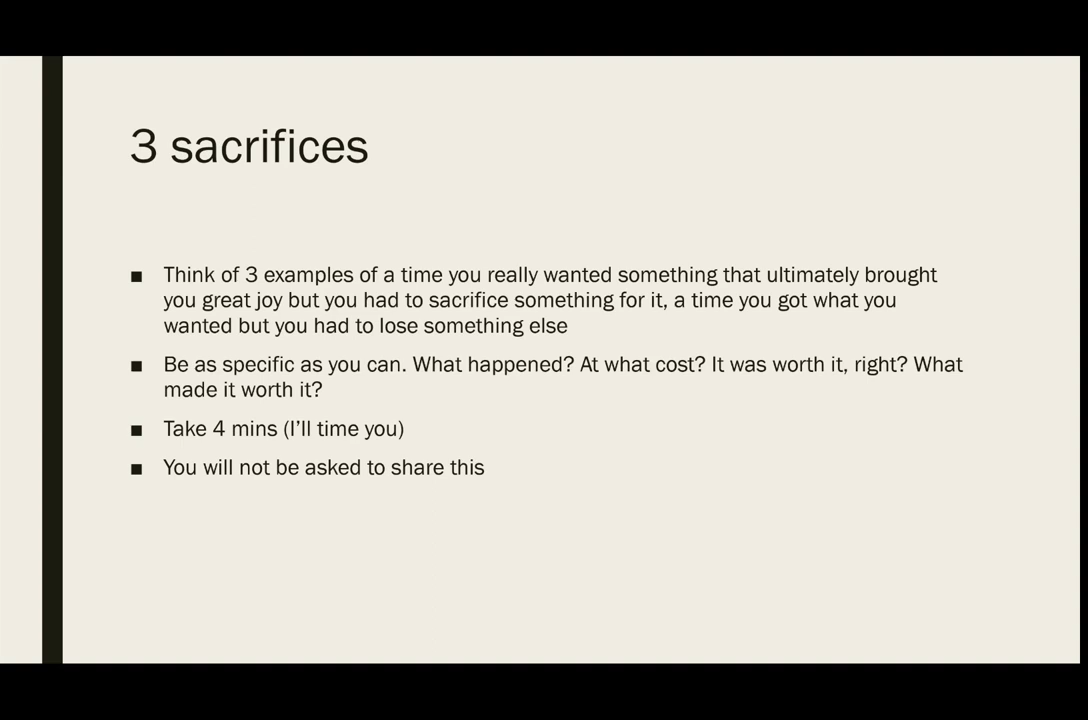 3 sacrifices
■ Think of 3 examples of a time you really wanted something that ultimately brought
you great joy but you had to sacrifice something for it, a time you got what you
wanted but you had to lose something else
■ Be as specific as you can. What happened? At what cost? It was worth it, right? What
made it worth it?
■ Take 4 mins (I’ll time you)
■ You will not be asked to share this